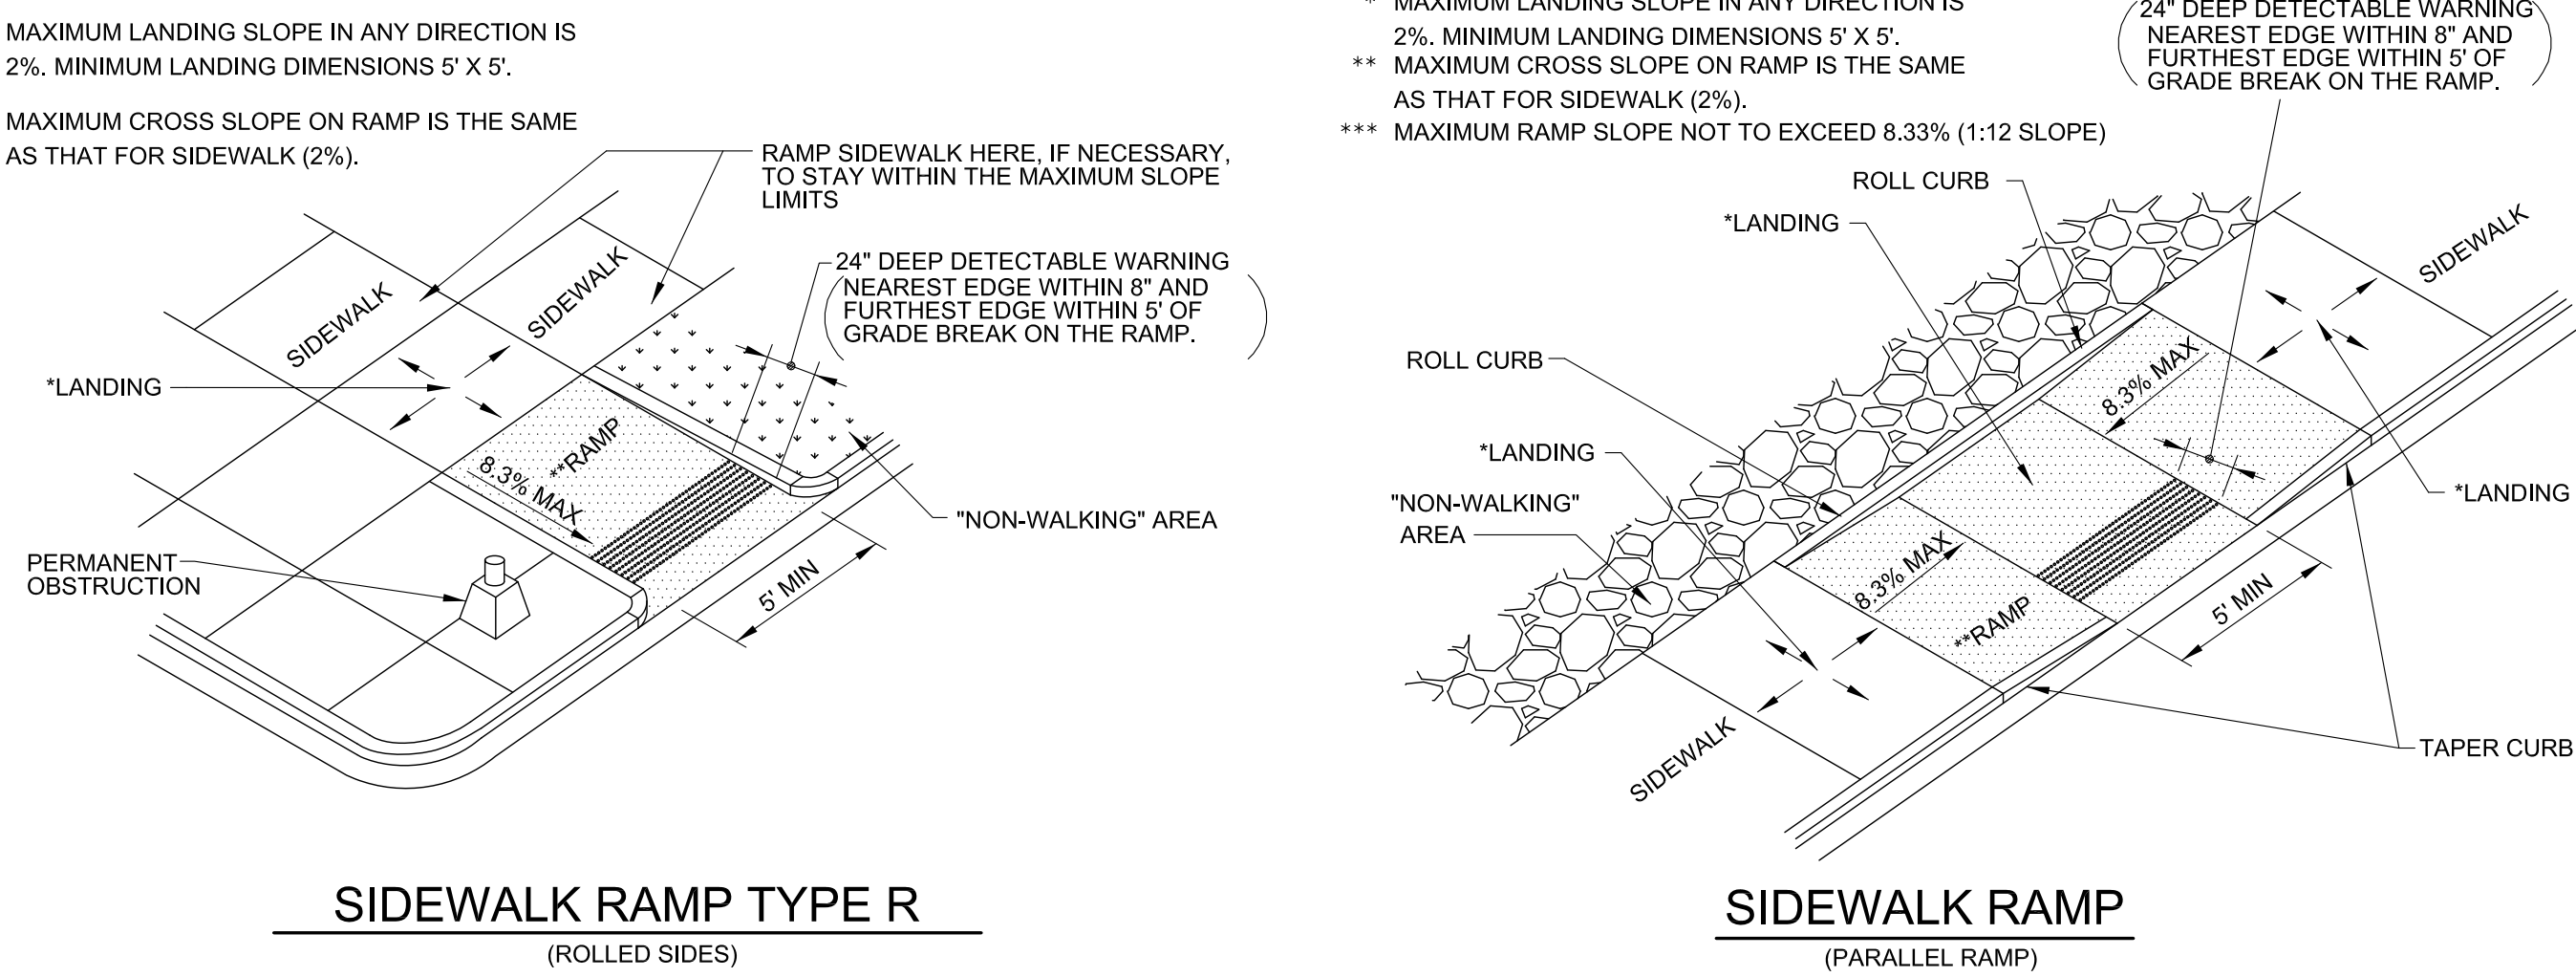 MAXIMUM LANDING SLOPE IN ANY DIRECTION IS
2%. MINIMUM LANDING DIMENSIONS 5' X 5'.
MAXIMUM CROSS SLOPE ON RAMP IS THE SAME
AS THAT FOR SIDEWALK (2%).
RAMP SIDEWALK HERE, IF NECESSARY,
TO STAY WITHIN THE MAXIMUM SLOPE
LIMITS
24" DEEP DETECTABLE WARNING
NEAREST EDGE WITHIN 8" AND
FURTHEST EDGE WITHIN 5' OF
GRADE BREAK ON THE RAMP.
SIDEWALK
SIDEWALK
*LANDING
**RAMP
8.3% MAX
"NON-WALKING" AREA
PERMANENT
OBSTRUCTION
5' MIN
SIDEWALK RAMP TYPE R
(ROLLED SIDES)
* MAXIMUM LANDING SLOPE IN ANY DIRECTION IS
2%. MINIMUM LANDING DIMENSIONS 5' X 5'.
** MAXIMUM CROSS SLOPE ON RAMP IS THE SAME
AS THAT FOR SIDEWALK (2%).
*** MAXIMUM RAMP SLOPE NOT TO EXCEED 8.33% (1:12 SLOPE)
24" DEEP DETECTABLE WARNING
NEAREST EDGE WITHIN 8" AND
FURTHEST EDGE WITHIN 5' OF
GRADE BREAK ON THE RAMP.
ROLL CURB
*LANDING
SIDEWALK
ROLL CURB
8.3% MAX
*LANDING
"NON-WALKING"
AREA
*LANDING
8.3% MAX
**RAMP
5' MIN
SIDEWALK
TAPER CURB
SIDEWALK RAMP
(PARALLEL RAMP)